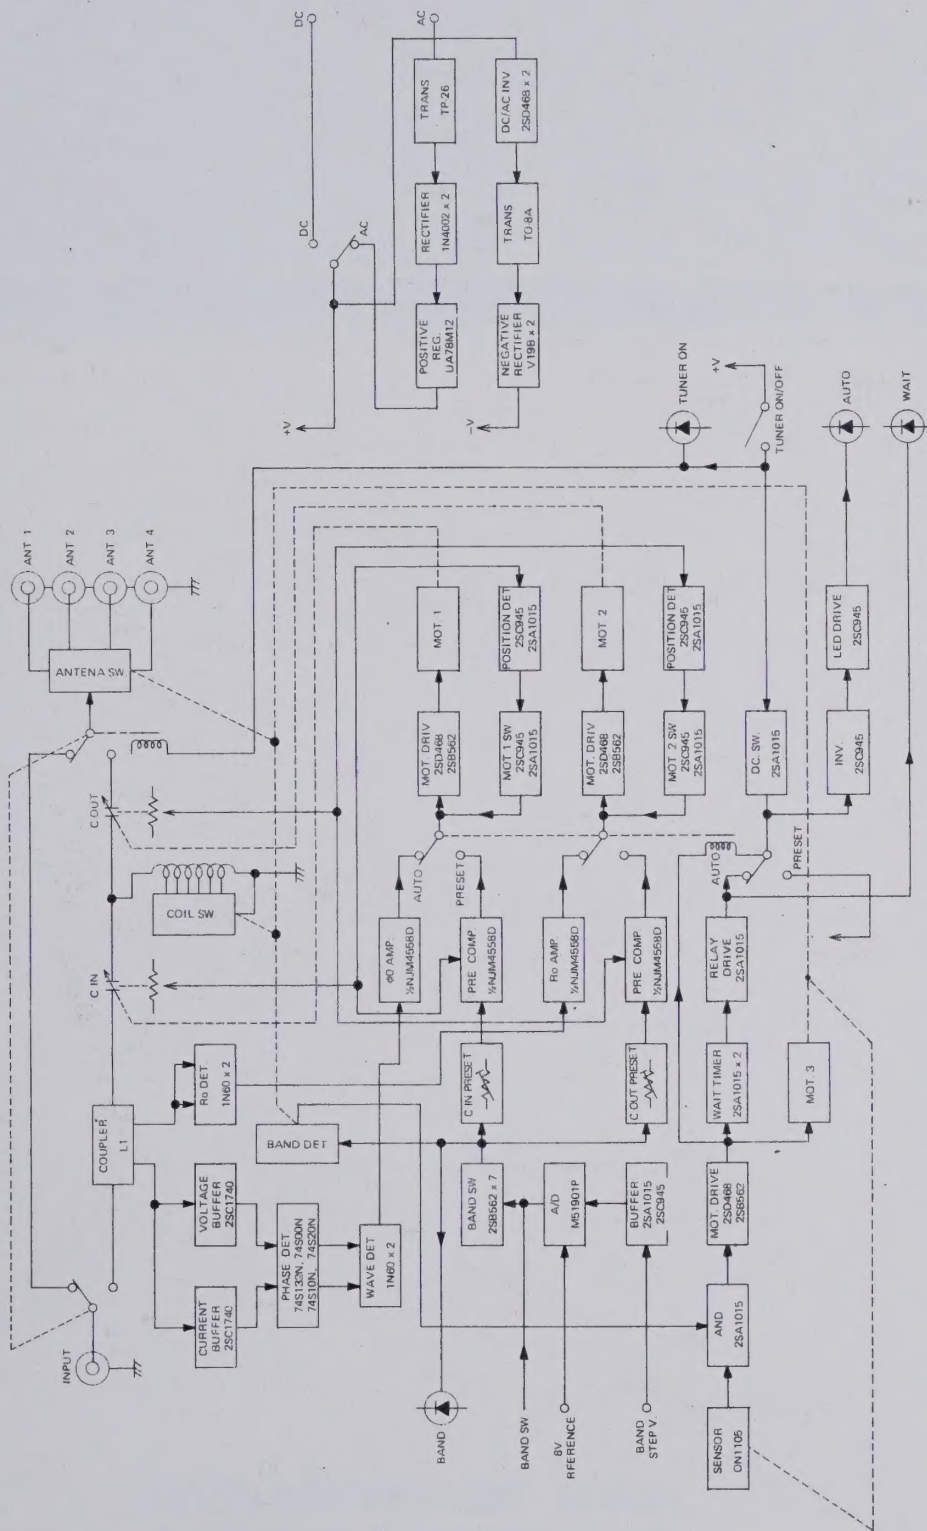 INPUT
COUPLER
L1
CURRENT
BUFFER
2SC1740
VOLTAGE
BUFFER
2SC1740
Ro DET
1N60 x 2
PHASE DET
74S132N, 74S00N
74S10N, 74S20N
WAVE DET
1N60 x 2
C IN
COIL SW
C OUT
ANTENA SW
ANT 1
ANT 2
ANT 3
ANT 4
BAND DET
BAND
BAND SW
8V
RFERENCE
BAND
STEP V.
BAND SW
2SB562 x 7
A/D
M51901P
BUFFER
2SA1015
2SC945
C IN PRESET
C OUT PRESET
ΦO AMP.
½NJM4558D
PRE COMP.
½NJM4558D
Ro AMP.
½NJM4558D
PRE COMP.
½NJM4558D
AUTO
PRESET
MOT. DRIV
2SD468
2SB562
MOT. 1
MOT 1 SW
2SC945
2SA1015
POSITION DET
2SC945
2SA1015
MOT. DRIV
2SD468
2SB562
MOT 2
MOT 2 SW
2SC945
2SA1015
POSITION DET
2SC945
2SA1015
SENSOR
ON1105
AND
2SA1015
MOT. DRIVE
2SD468
2SB562
WAIT TIMER
2SA1015 x 2
RELAY
DRIVE
2SA1015
MOT. 3
AUTO
PRESET
DC. SW.
2SA1015
INV.
2SC945
LED DRIVE
2SC945
TUNER ON
+V
TUNER ON/OFF
AUTO
WAIT
DC
DC
AC
AC
+V
-V
POSITIVE
REG.
UA78M12
RECTIFIER
1N4002 x 2
TRANS
TP 26
NEGATIVE
RECTIFIER
V19B x 2
TRANS
TO-8A
DC/AC INV
2SD468 x 2